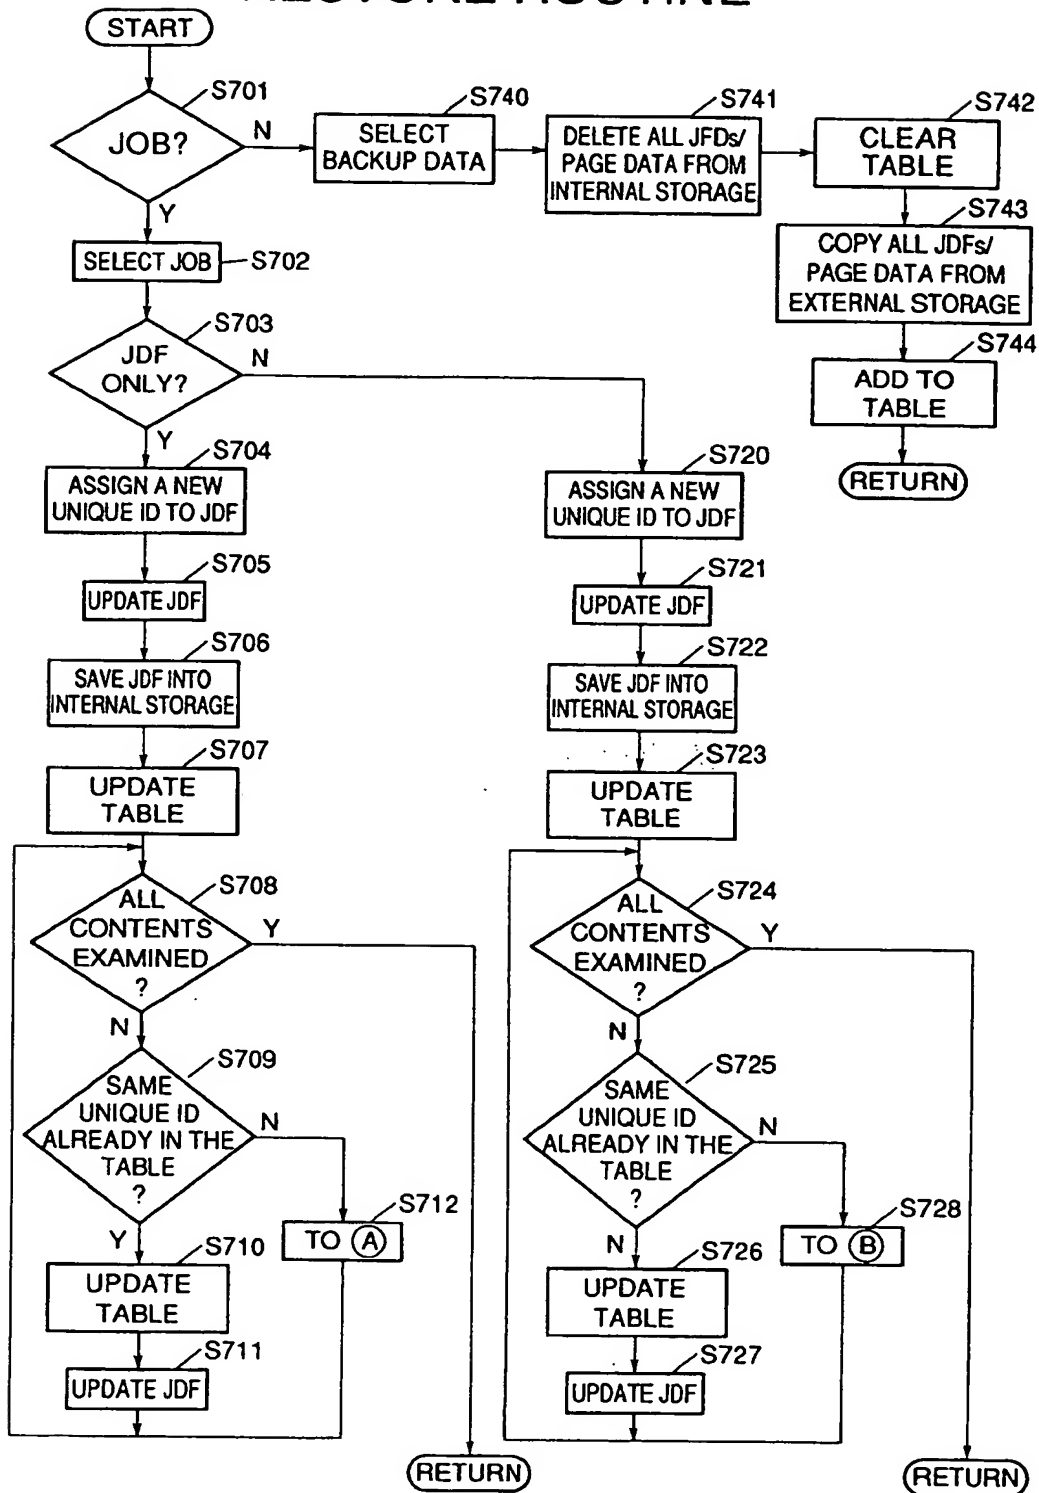 RESTORE ROUTINE
START
S701
JOB?
N
Y
S740
SELECT
BACKUP DATA
S741
DELETE ALL JFDs/
PAGE DATA FROM
INTERNAL STORAGE
S742
CLEAR
TABLE
S743
COPY ALL JDFs/
PAGE DATA FROM
EXTERNAL STORAGE
S744
ADD TO
TABLE
RETURN
SELECT JOB
S702
S703
JDF
ONLY?
N
Y
S704
ASSIGN A NEW
UNIQUE ID TO JDF
S705
UPDATE JDF
S706
SAVE JDF INTO
INTERNAL STORAGE
S707
UPDATE
TABLE
S708
ALL
CONTENTS
EXAMINED
?
Y
N
S709
SAME
UNIQUE ID
ALREADY IN THE
TABLE
?
N
Y
S712
TO A
S710
UPDATE
TABLE
S711
UPDATE JDF
RETURN
S720
ASSIGN A NEW
UNIQUE ID TO JDF
S721
UPDATE JDF
S722
SAVE JDF INTO
INTERNAL STORAGE
S723
UPDATE
TABLE
S724
ALL
CONTENTS
EXAMINED
?
Y
N
S725
SAME
UNIQUE ID
ALREADY IN THE
TABLE
?
N
N
S728
TO B
S726
UPDATE
TABLE
S727
UPDATE JDF
RETURN